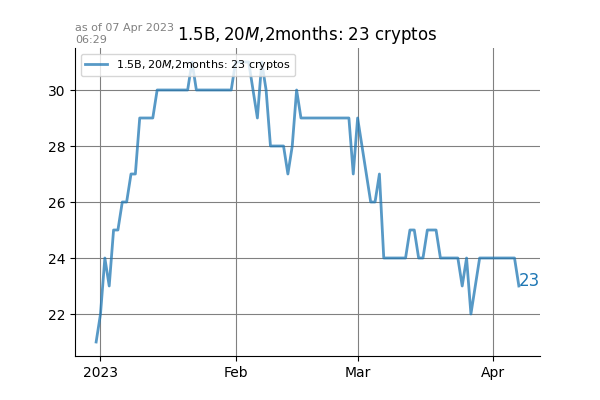 as of 07 Apr 2023
06:29
1.5B, 20M,2months: 23 cryptos
1.5B, 20M,2months: 23 cryptos
30
28
26
24
22
23
2023 Feb Mar Apr